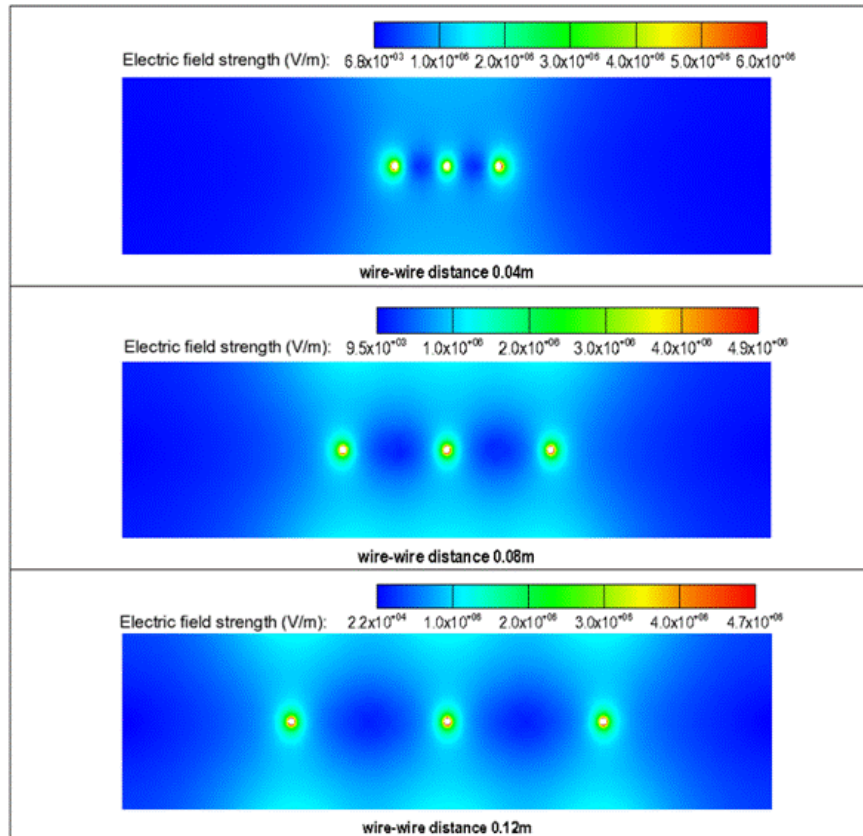 Electric field strength (V/m): 6.8x10⁺⁰³ 1.0x10⁺⁰⁶ 2.0x10⁺⁰⁶ 3.0x10⁺⁰⁶ 4.0x10⁺⁰⁶ 5.0x10⁺⁰⁶ 6.0x10⁺⁰⁶
wire-wire distance 0.04m
Electric field strength (V/m): 9.5x10⁺⁰³ 1.0x10⁺⁰⁶ 2.0x10⁺⁰⁶ 3.0x10⁺⁰⁶ 4.0x10⁺⁰⁶ 4.9x10⁺⁰⁶
wire-wire distance 0.08m
Electric field strength (V/m): 2.2x10⁺⁰⁴ 1.0x10⁺⁰⁶ 2.0x10⁺⁰⁶ 3.0x10⁺⁰⁶ 4.0x10⁺⁰⁶ 4.7x10⁺⁰⁶
wire-wire distance 0.12m